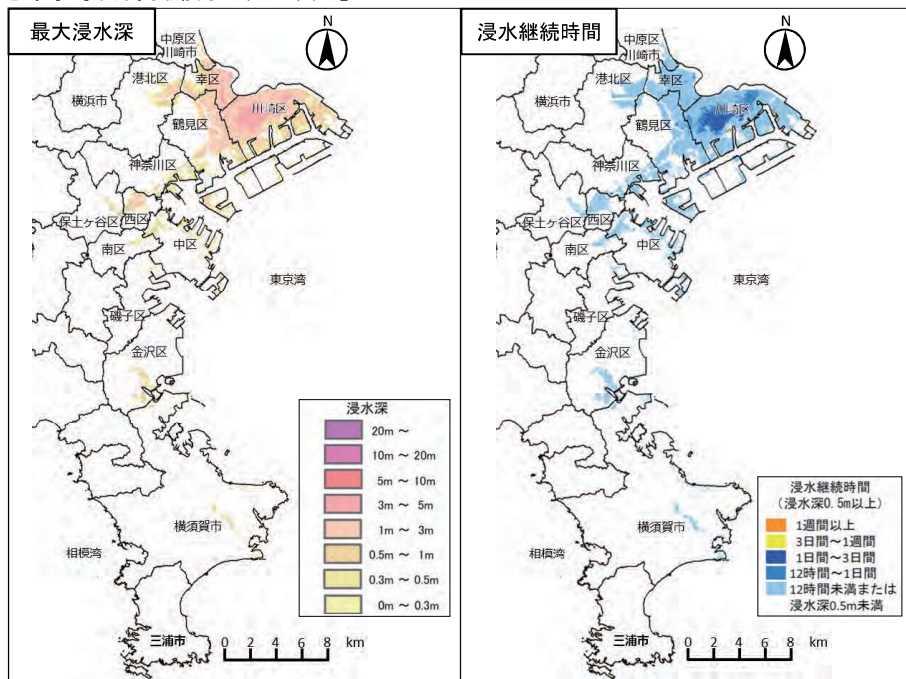 最大浸水深
N
中原区
川崎市
港北区
幸区
横浜市
川崎区
鶴見区
神奈川区
保土ヶ谷区
西区
南区
中区
東京湾
磯子区
金沢区
横須賀市
相模湾
三浦市
0 2 4 6 8 km
浸水深
20m ~
10m ~ 20m
5m ~ 10m
3m ~ 5m
1m ~ 3m
0.5m ~ 1m
0.3m ~ 0.5m
0m ~ 0.3m
浸水継続時間
N
中原区
川崎市
港北区
幸区
横浜市
川崎区
鶴見区
神奈川区
保土ヶ谷区
西区
南区
中区
東京湾
磯子区
金沢区
横須賀市
相模湾
三浦市
0 2 4 6 8 km
浸水継続時間
(浸水深0.5m以上)
1週間以上
3日間~1週間
1日間~3日間
12時間~1日間
12時間未満または
浸水深0.5m未満